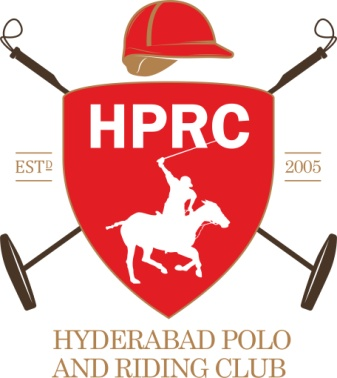 HPRC
ESTD 2005
HYDERABAD POLO
AND RIDING CLUB